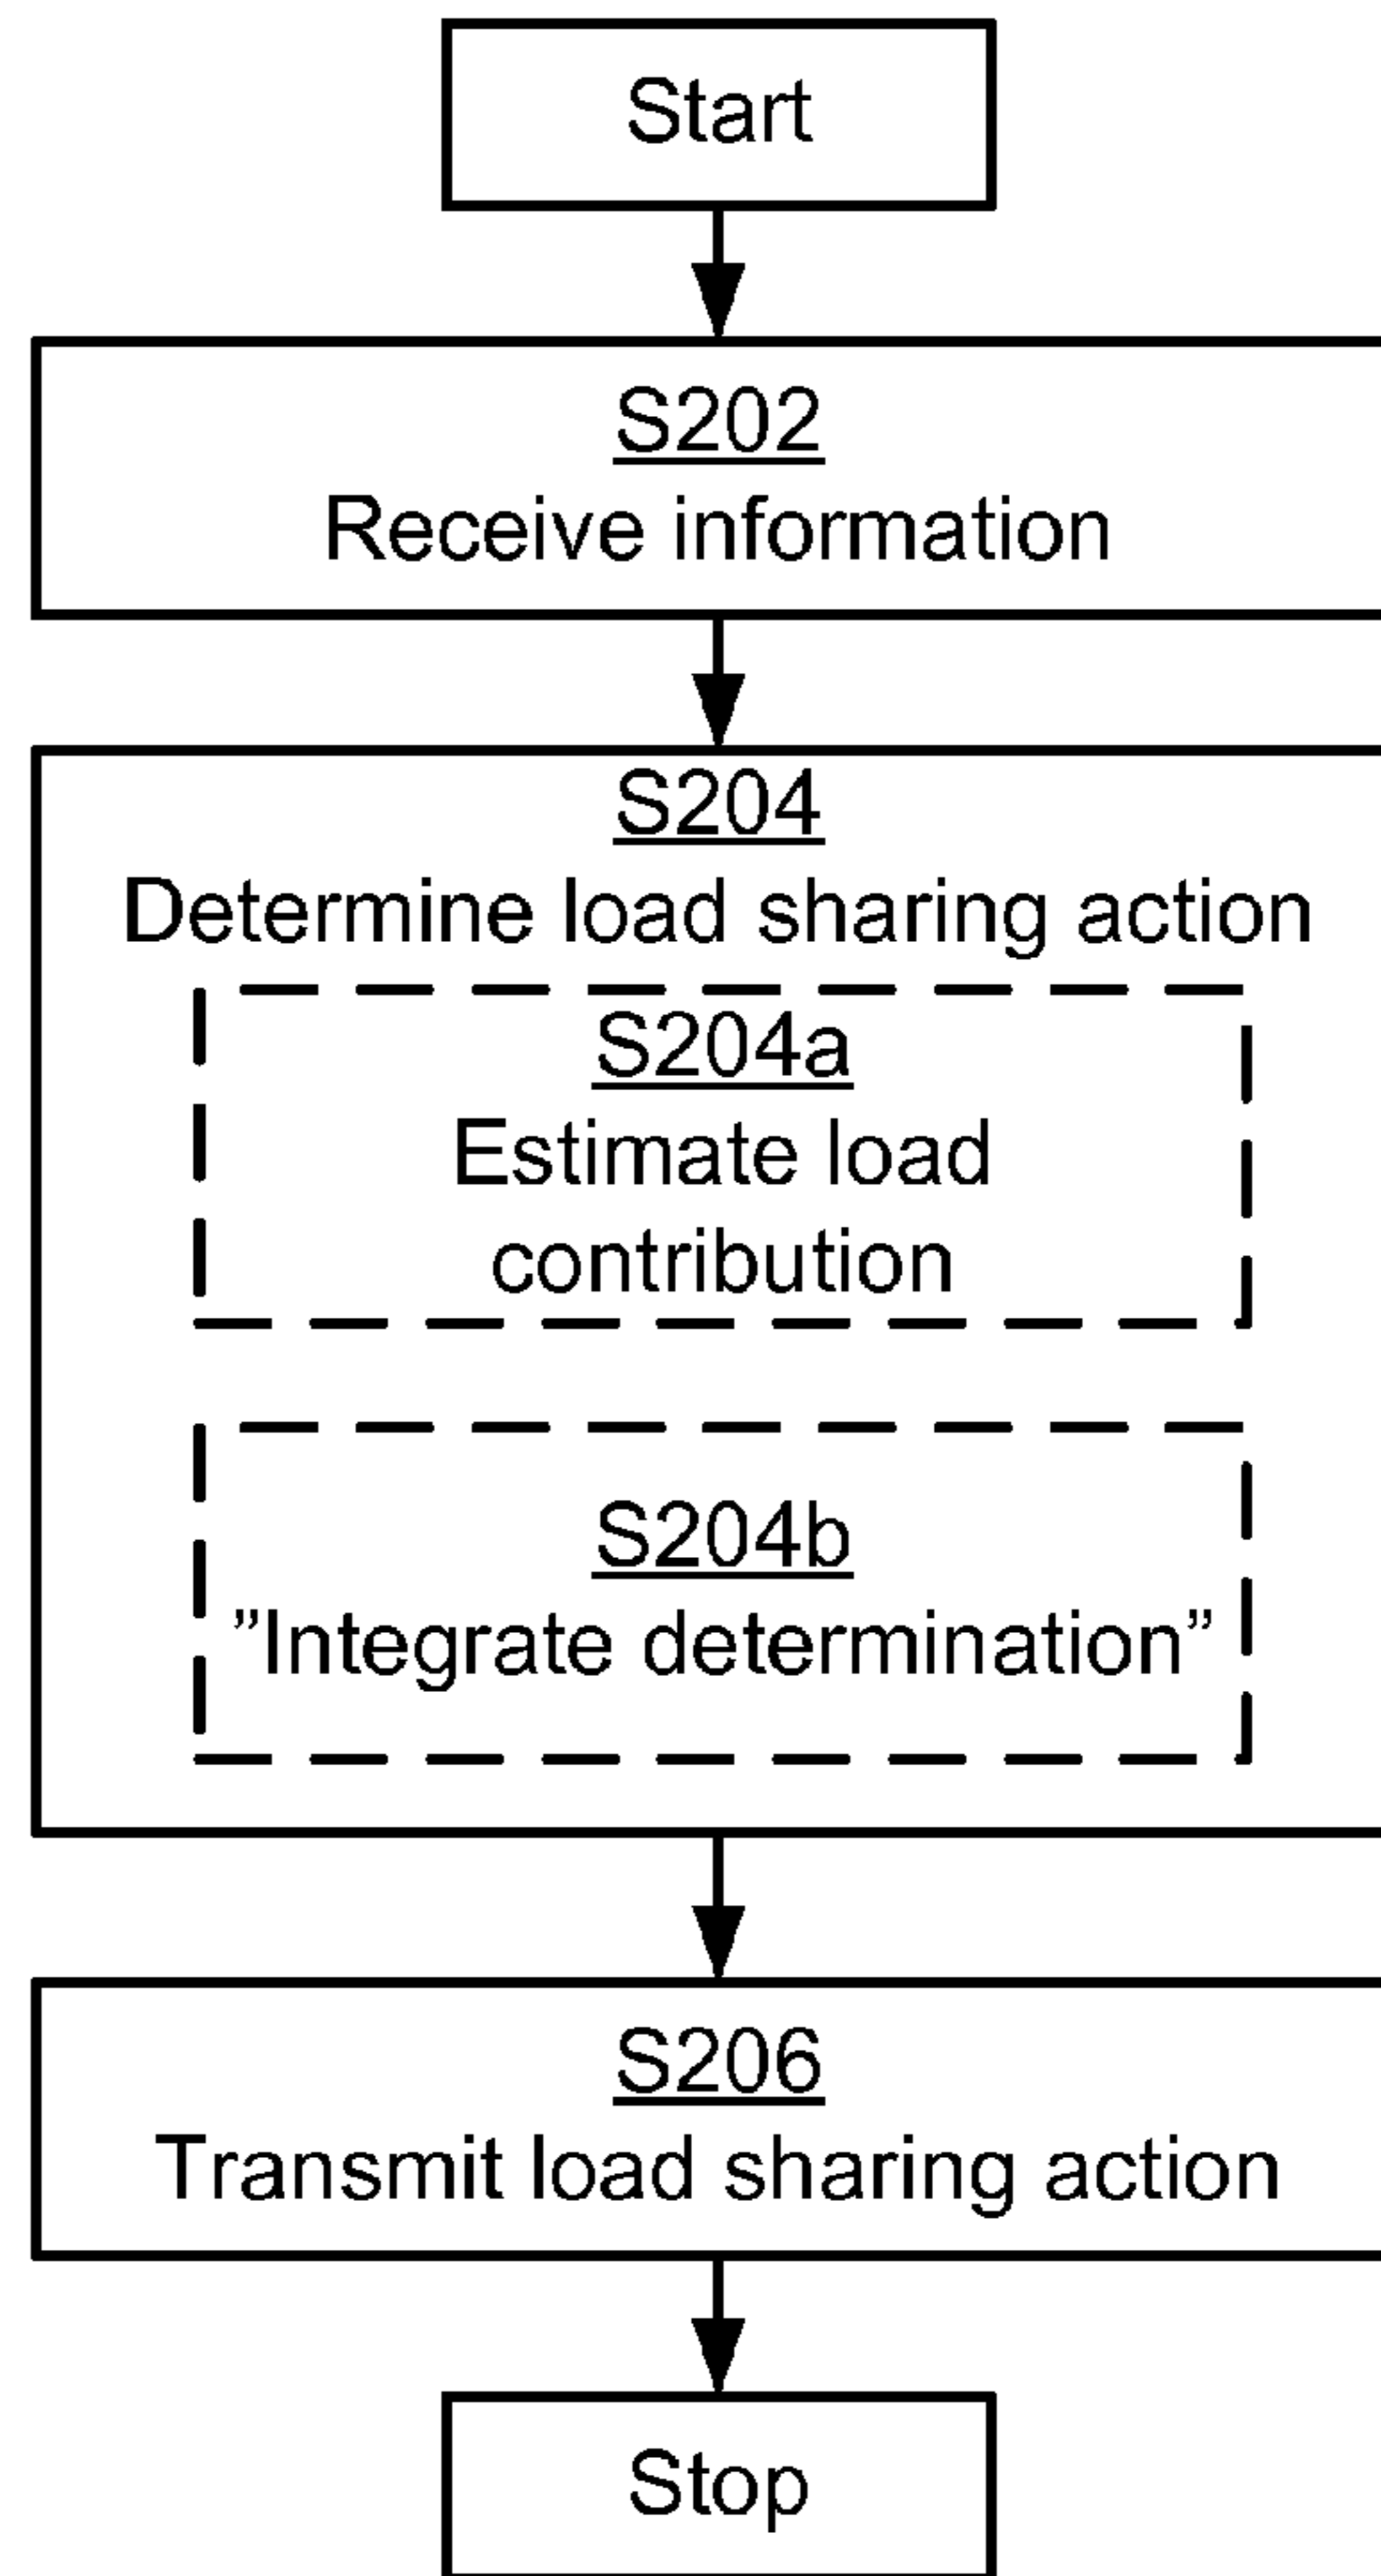 Start
S202
Receive information
S204
Determine load sharing action
S204a
Estimate load
contribution
S204b
”Integrate determination”
S206
Transmit load sharing action
Stop